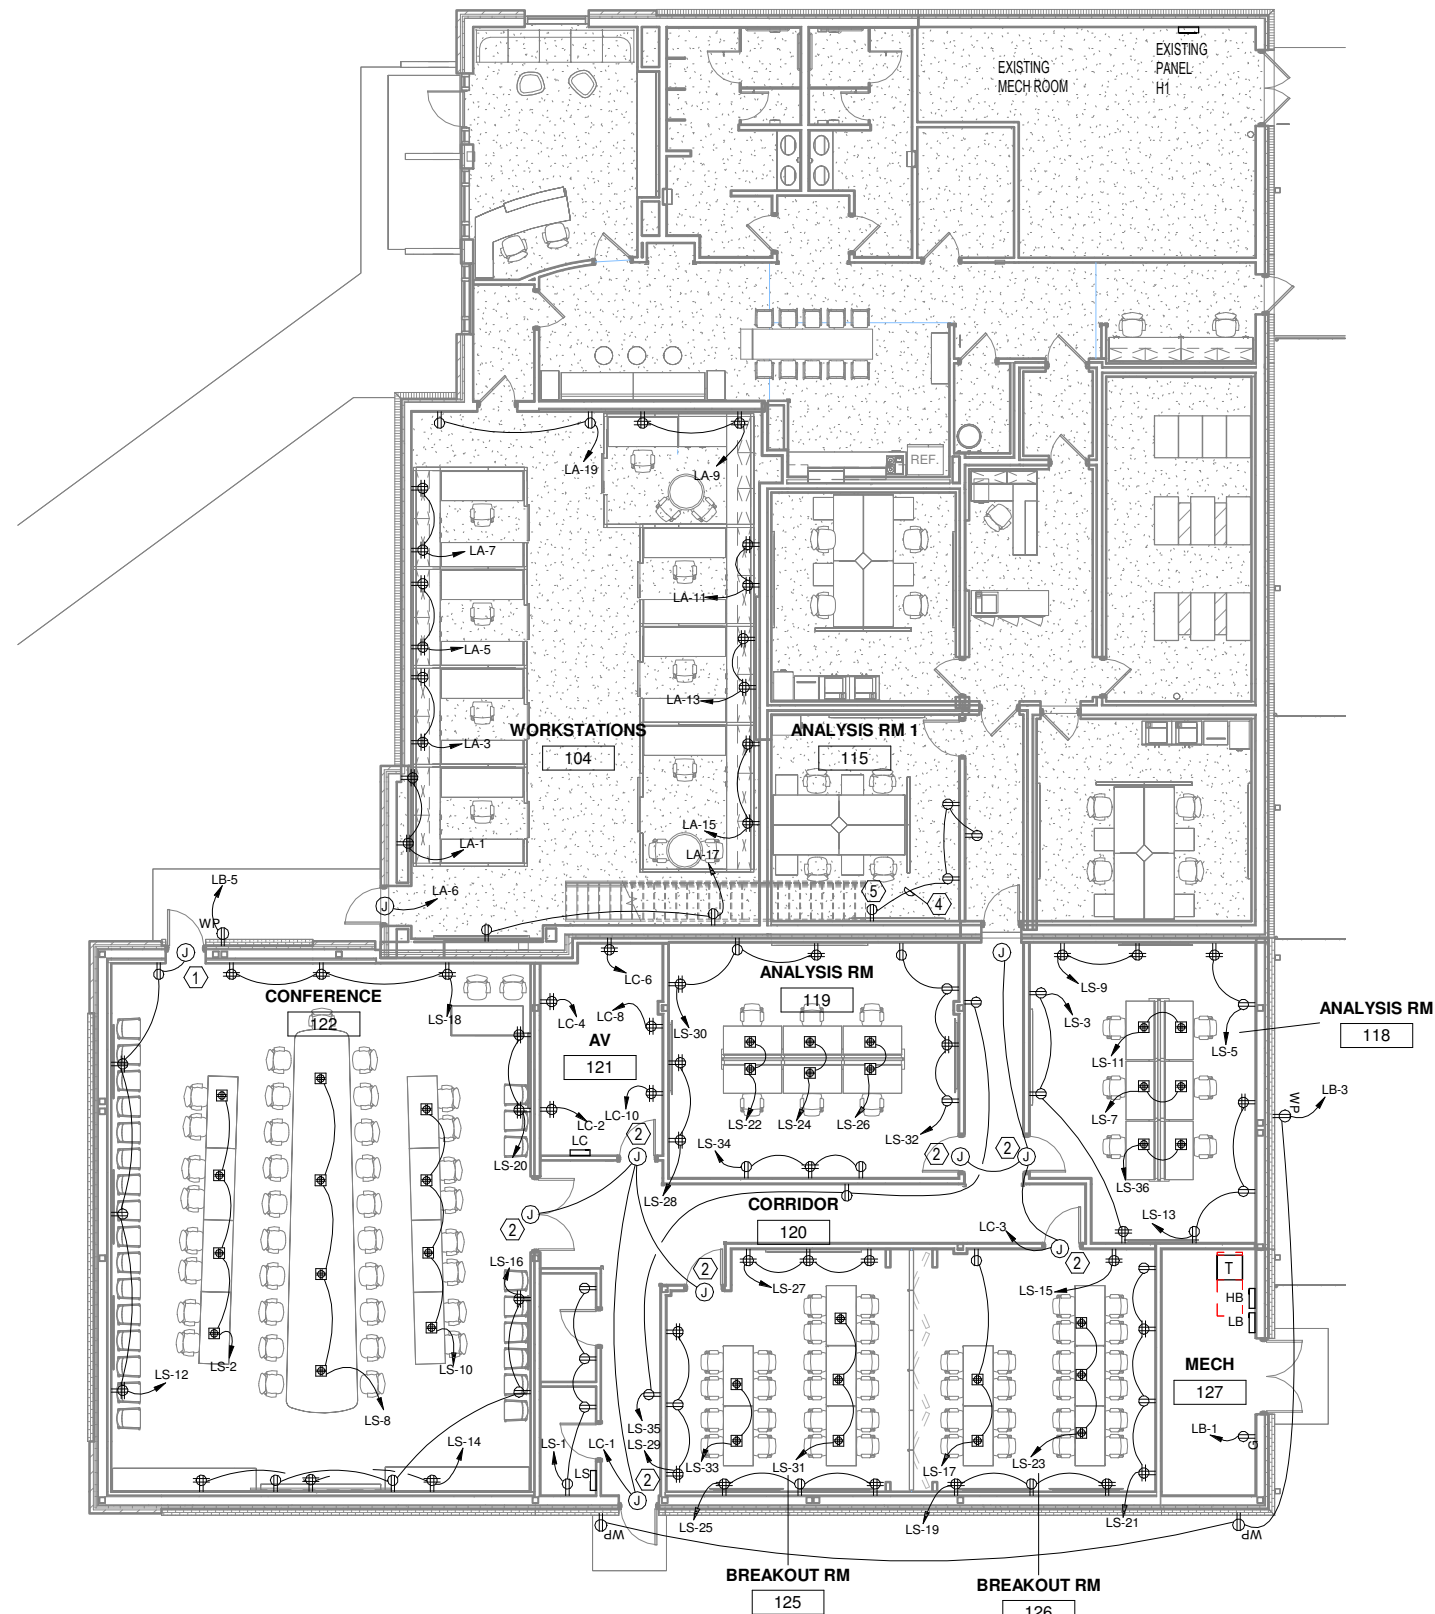 EXISTING
MECH ROOM
EXISTING
PANEL
H1
REF.
LA-19
LA-9
LA-7
LA-11
LA-5
LA-13
LA-3
WORKSTATIONS
104
ANALYSIS RM 1
115
LA-15
LA-1
LA-17
LB-5
LA-6
J
5
4
WP
J
1
LC-6
J
CONFERENCE
122
LS-18
LC-4
LC-8
AV
121
LS-30
ANALYSIS RM
119
LS-9
LS-3
LS-11
LS-5
ANALYSIS RM
118
LC-2
LC-10
LC
2
LS-22
LS-24
LS-26
LS-32
LS-7
WP
LB-3
LS-20
J
LS-34
2
J
2
J
LS-28
LS-36
J
2
CORRIDOR
120
LC-3
J
2
LS-13
LS-16
2
J
LS-27
LS-15
T
HB
LB
LS-12
LS-2
LS-10
LS-8
MECH
127
LS-14
LS-1
LC-1
LS-35
LS-29
LS-33
LS-31
LS-17
LS-23
LB-1
G
LS
2
J
LS-25
LS-19
LS-21
WP
WP
BREAKOUT RM
125
BREAKOUT RM
126